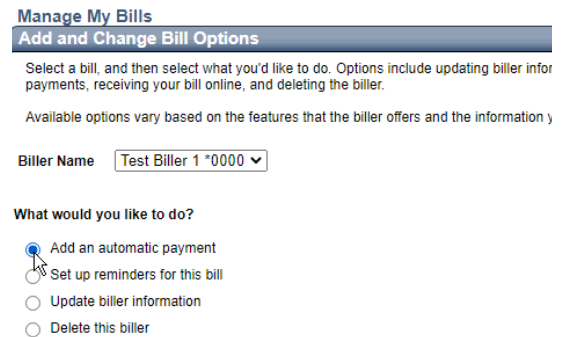 Manage My Bills
Add and Change Bill Options
Select a bill, and then select what you'd like to do. Options include updating biller
payments, receiving your bill online, and deleting the biller.
Available options vary based on the features that the biller offers and the information
Biller Name Test Biller 1 *0000
What would you like to do?
Add an automatic payment
Set up reminders for this bill
Update biller information
Delete this biller